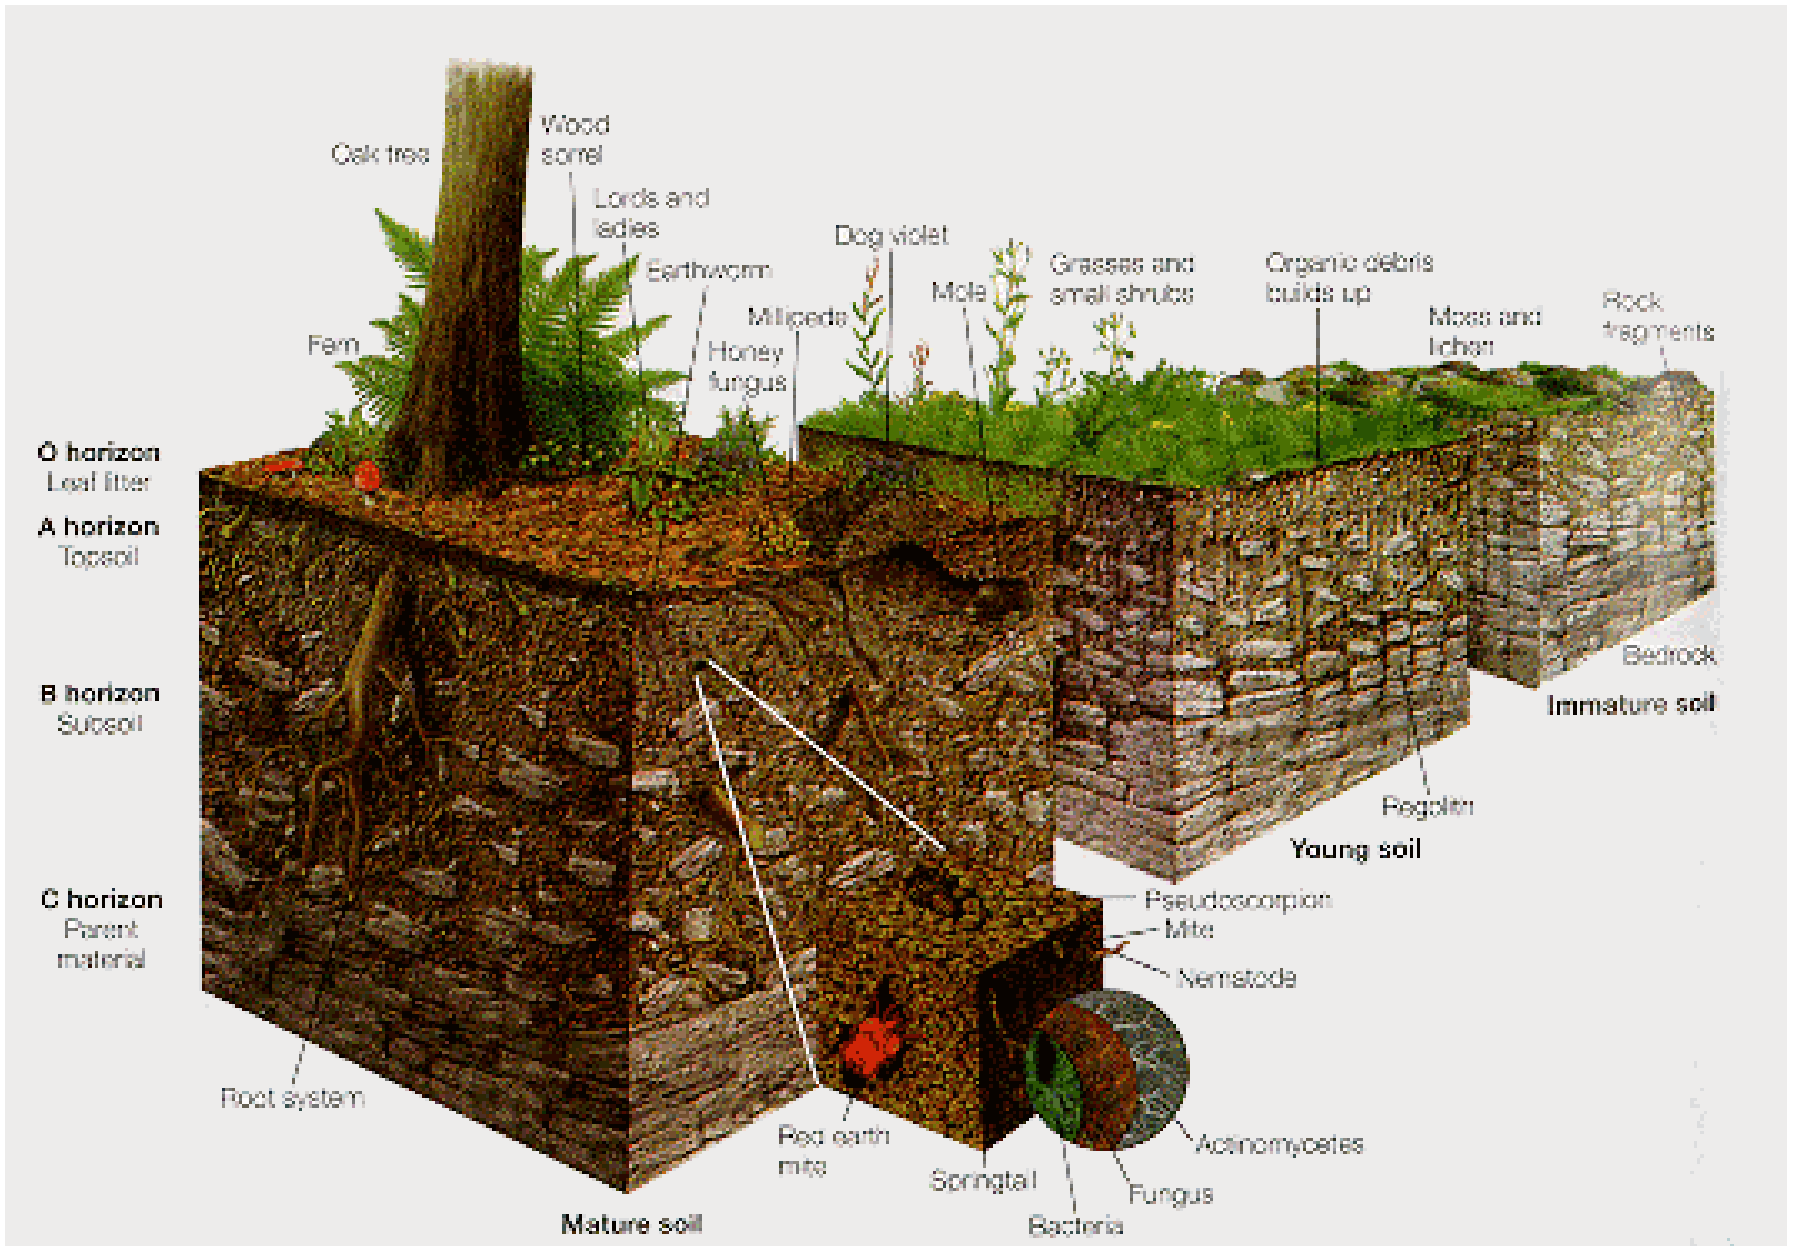 Oak tree
Wood
sorrel
Lords and
ladies
Earthworm
Dog violet
Mole
Grasses and
small shrubs
Organic debris
builds up
Moss and
lichen
Rock
fragments
Millipede
Honey
fungus
Fern
O horizon
Leaf litter
A horizon
Topsoil
B horizon
Subsoil
C horizon
Parent
material
Root system
Mature soil
Red earth
mite
Springtail
Bacteria
Fungus
Actinomycetes
Nematode
Mite
Pseudoscorpion
Young soil
Regolith
Immature soil
Bedrock